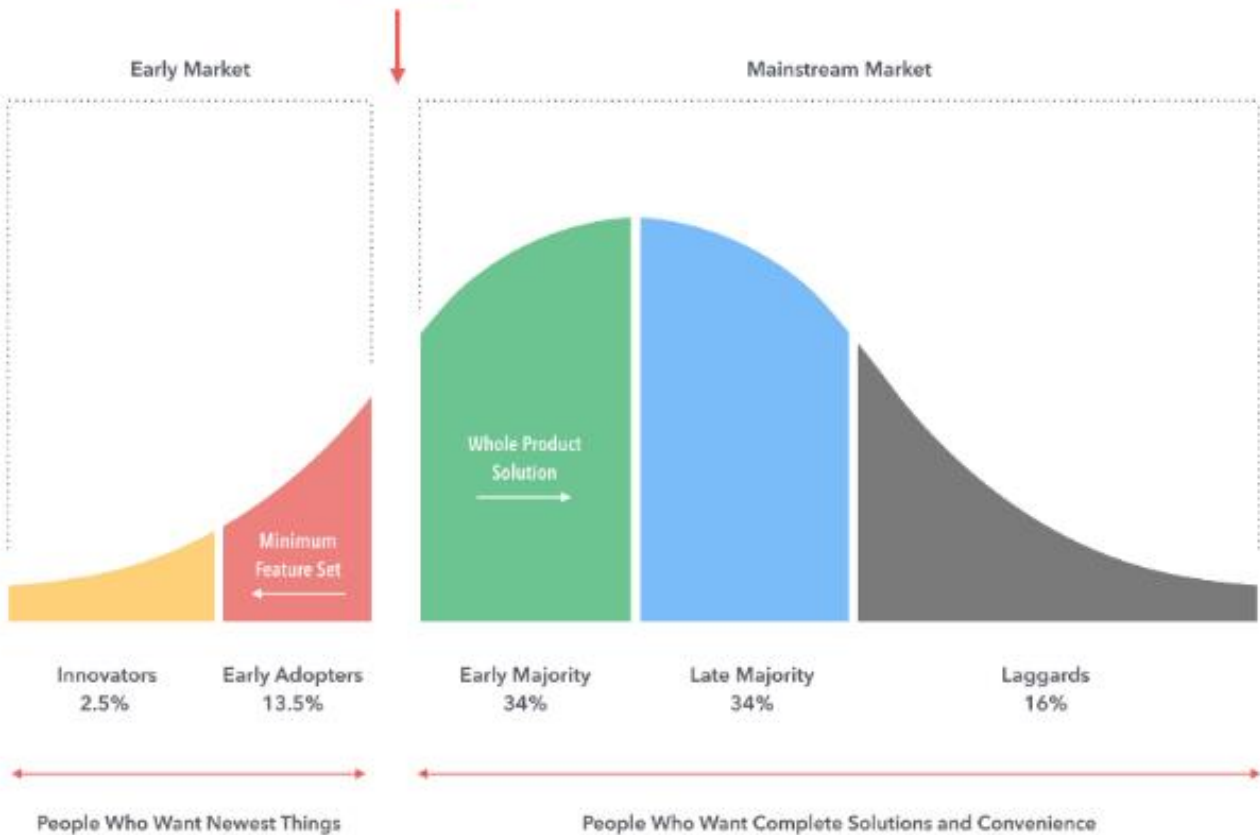 Early Market
Mainstream Market
Whole Product
Solution
Minimum
Feature Set
Innovators
2.5%
Early Adopters
13.5%
Early Majority
34%
Late Majority
34%
Laggards
16%
People Who Want Newest Things
People Who Want Complete Solutions and Convenience